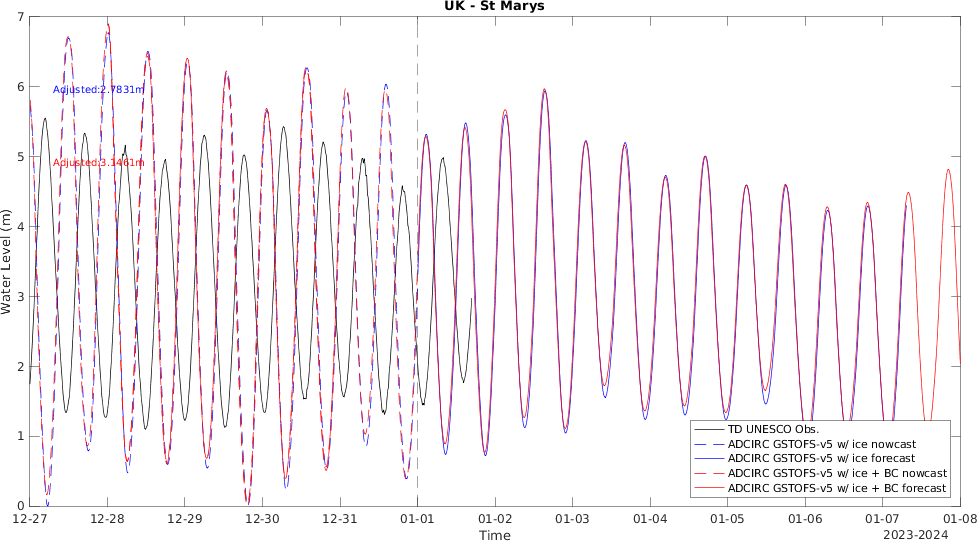 UK - St Marys
7
6
5
4
3
2
1
0
Water Level (m)
Adjusted:2.7831m
Adjusted:3.1461m
TD UNESCO Obs.
ADCIRC GSTOFS-v5 w/ ice nowcast
ADCIRC GSTOFS-v5 w/ ice forecast
ADCIRC GSTOFS-v5 w/ ice + BC nowcast
ADCIRC GSTOFS-v5 w/ ice + BC forecast
12-27 12-28 12-29 12-30 12-31 01-01 01-02 01-03 01-04 01-05 01-06 01-07 01-08
Time
2023-2024